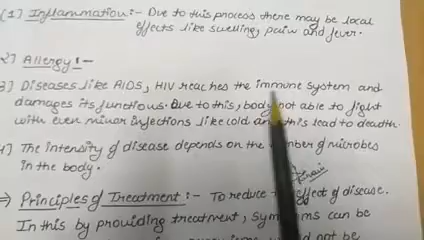 (1) Inflammation:- Due to this process there may be local
effects like swelling, pain and fever.
2) Allergy:-
3) Diseases like AIDS, HIV reaches the immune system and
damages its functions. Due to this, body not able to fight
with even minor infections like cold and this lead to deadth.
4) The intensity of disease depends on the number of microbes
in the body.
⇒ Principles of Treatment:- To reduce effect of disease.
In this by providing treatment, symptoms can be
not be